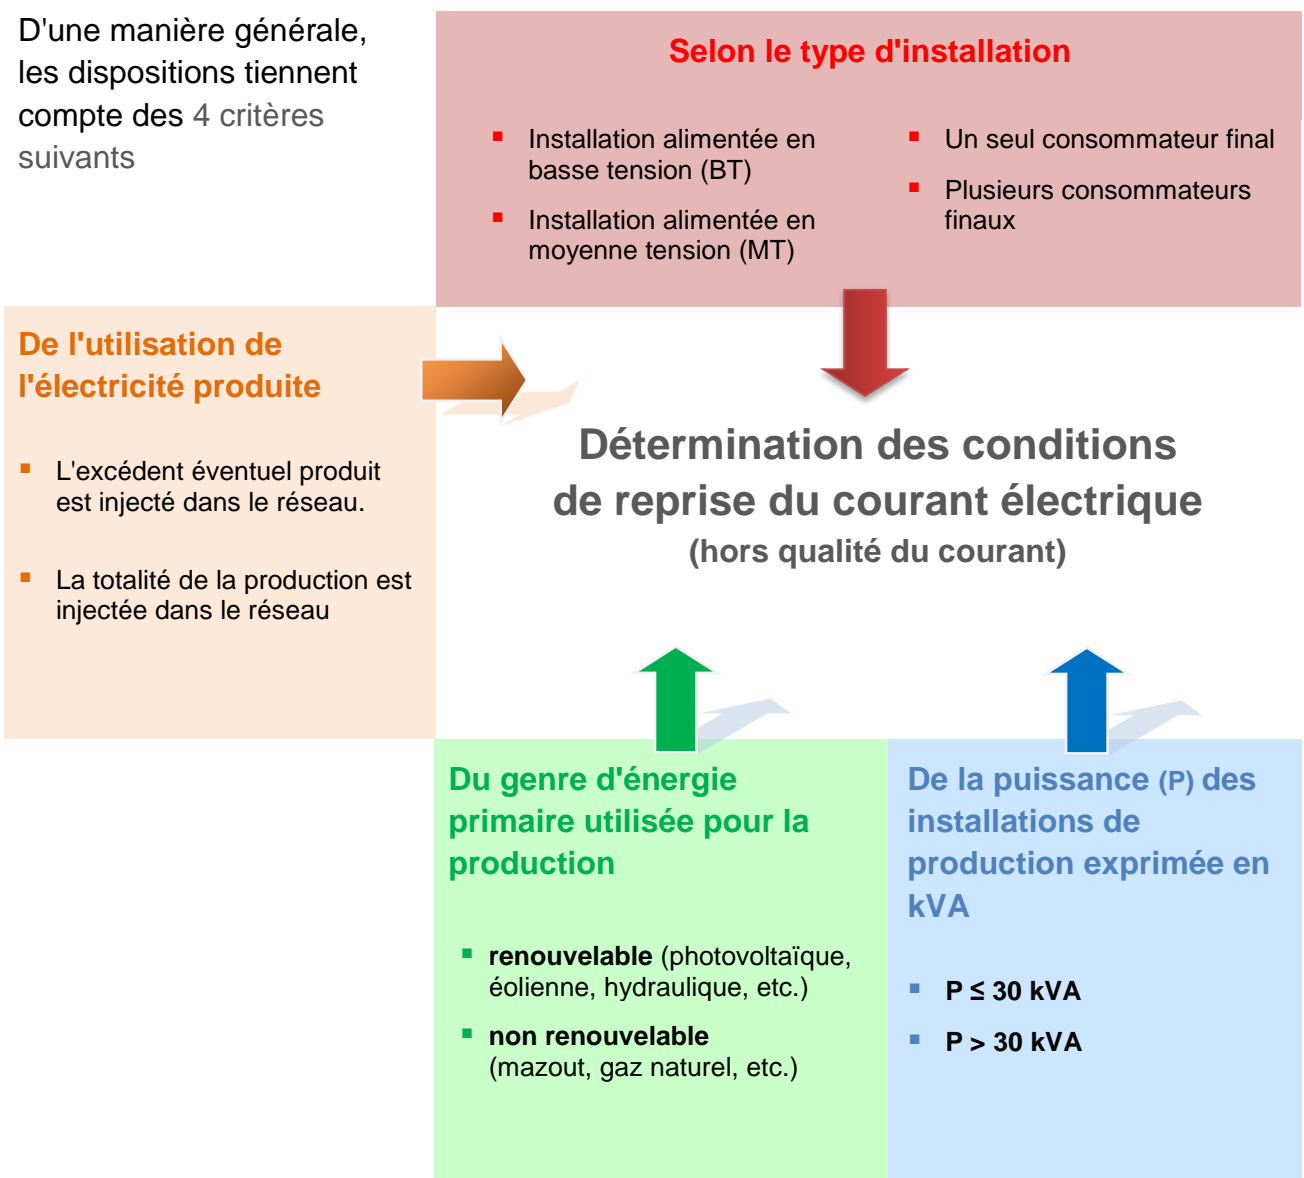 D'une manière générale,
les dispositions tiennent
compte des 4 critères
suivants
Selon le type d'installation
▪ Installation alimentée en
basse tension (BT)
▪ Installation alimentée en
moyenne tension (MT)
▪ Un seul consommateur final
▪ Plusieurs consommateurs
finaux
De l'utilisation de
l'électricité produite
▪ L'excédent éventuel produit
est injecté dans le réseau.
▪ La totalité de la production est
injectée dans le réseau
Détermination des conditions
de reprise du courant électrique
(hors qualité du courant)
Du genre d'énergie
primaire utilisée pour la
production
▪ renouvelable (photovoltaïque,
éolienne, hydraulique, etc.)
▪ non renouvelable
(mazout, gaz naturel, etc.)
De la puissance (P) des
installations de
production exprimée en
kVA
▪ P ≤ 30 kVA
▪ P > 30 kVA